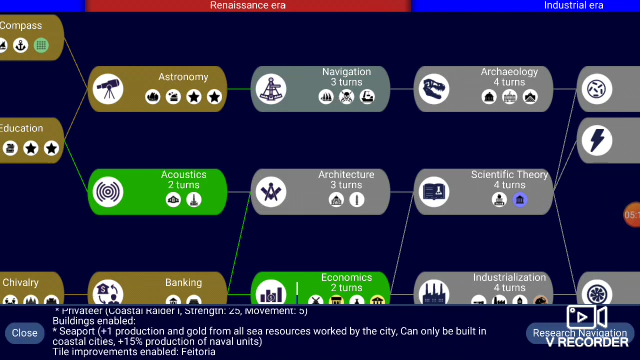 Renaissance era
Industrial era
Compass
Astronomy
Navigation
3 turns
Archaeology
4 turns
Education
Acoustics
2 turns
Architecture
3 turns
Scientific Theory
4 turns
05:1
Chivalry
Banking
Economics
2 turns
Industrialization
4 turns
* Privateer (Coastal Raider I, Strength: 25, Movement: 5)
Buildings enabled:
* Seaport (+1 production and gold from all sea resources worked by the city, Can only be built in
coastal cities, +15% production of naval units)
Tile improvements enabled: Feitoria
Close
Research Navigation
V RECORDER